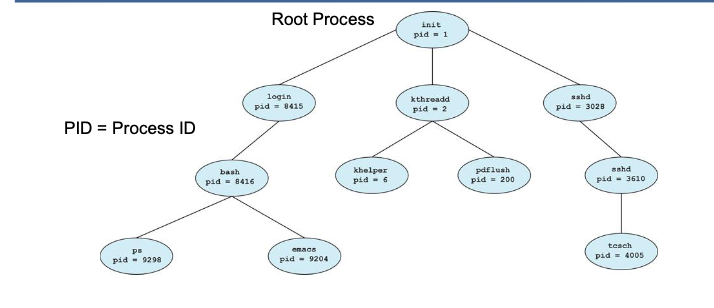 Root Process
init
pid = 1
login
pid = 8415
kthreadd
pid = 2
sshd
pid = 3028
PID = Process ID
bash
pid = 8416
khelper
pid = 6
pdflush
pid = 200
sshd
pid = 3610
ps
pid = 9298
emacs
pid = 9204
tcsch
pid = 4005